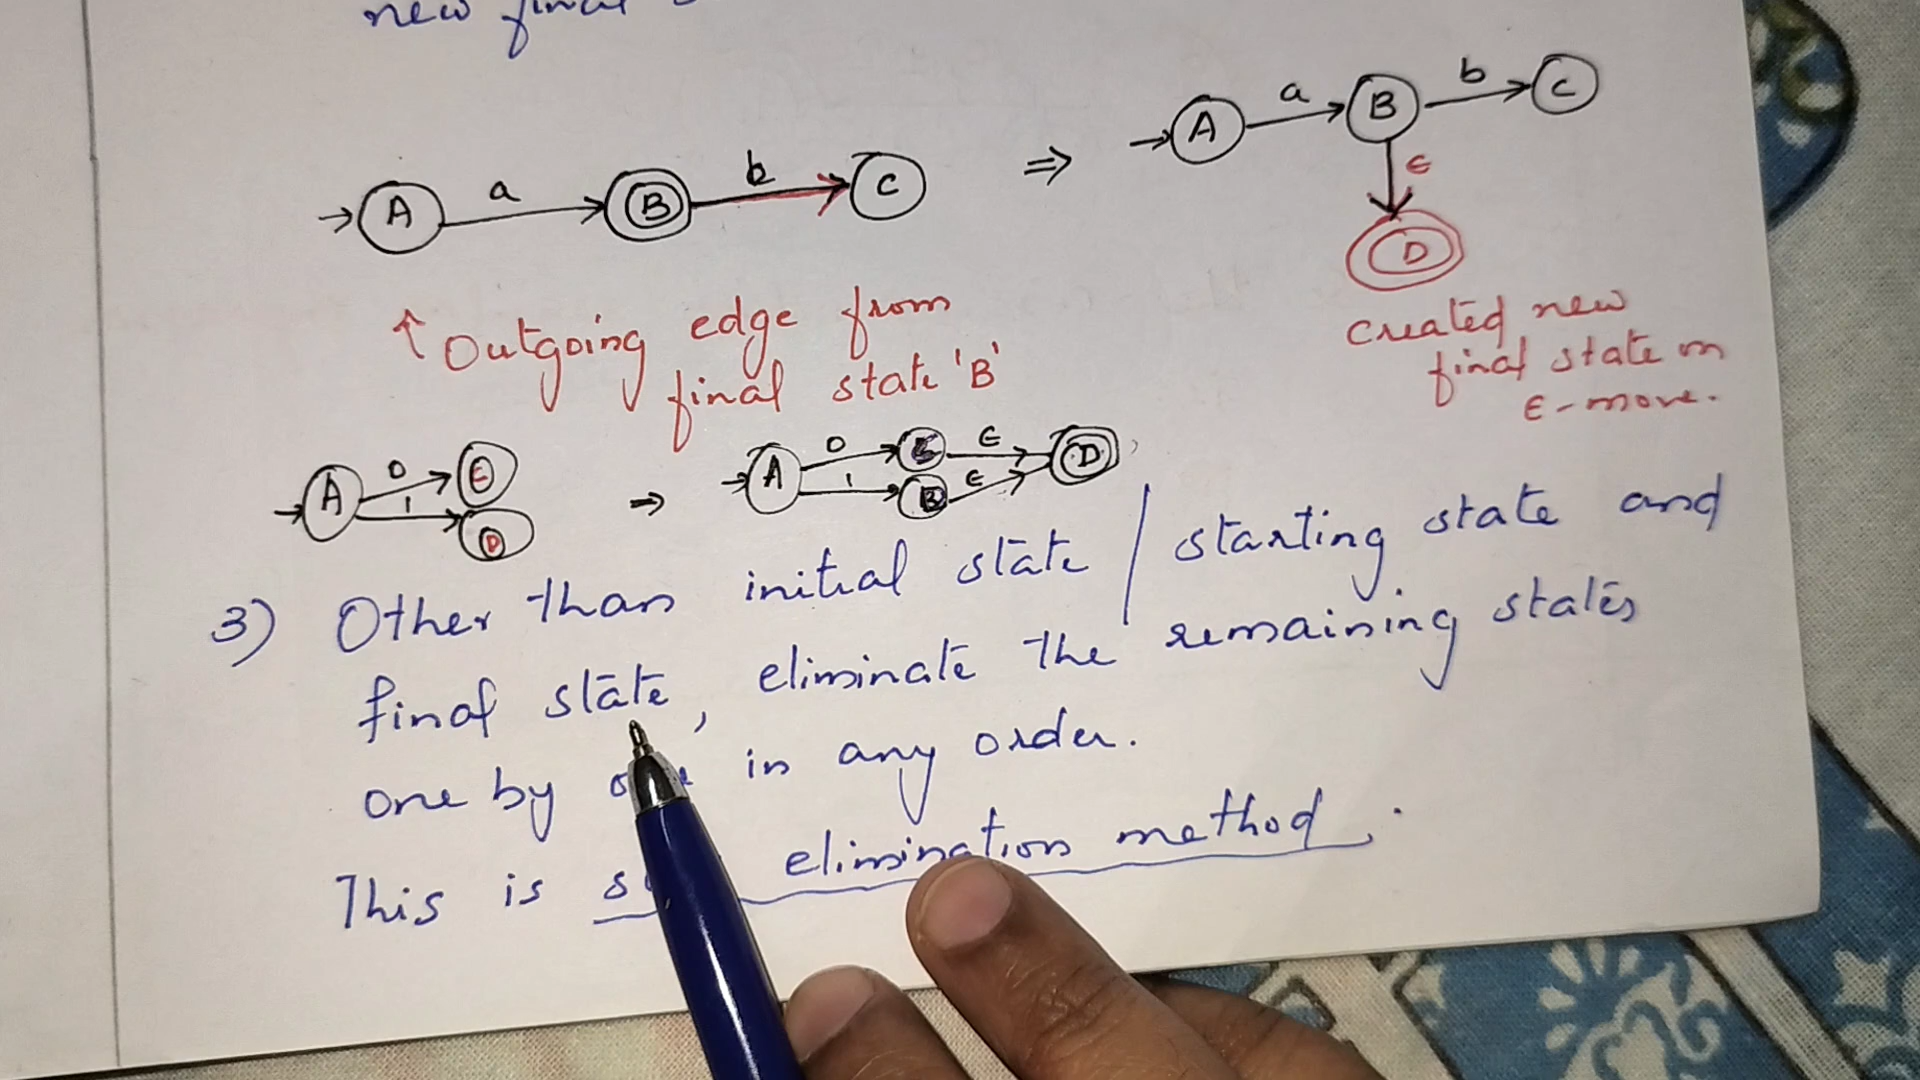 new final
A a B b C ⇒ A a B b C
ϵ
D
↑ Outgoing edge from
final state 'B'
created new
final state on
ϵ-move.
A 0 1 C D ⇒ A 0 1 B ϵ ϵ D
3) Other than initial state / starting state and
final state, eliminate the remaining states
one by in any order.
This is elimination method.